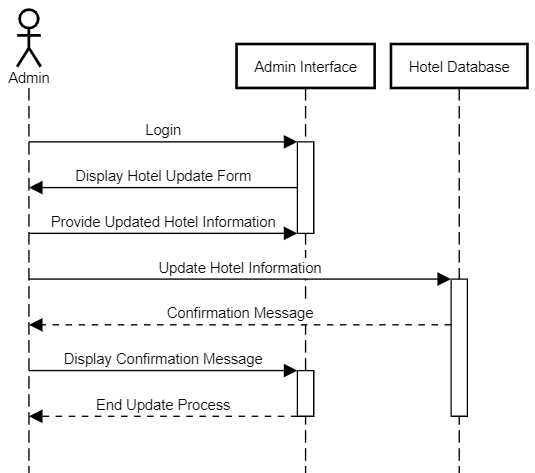 Admin
Admin Interface
Hotel Database
Login
Display Hotel Update Form
Provide Updated Hotel Information
Update Hotel Information
Confirmation Message
Display Confirmation Message
End Update Process